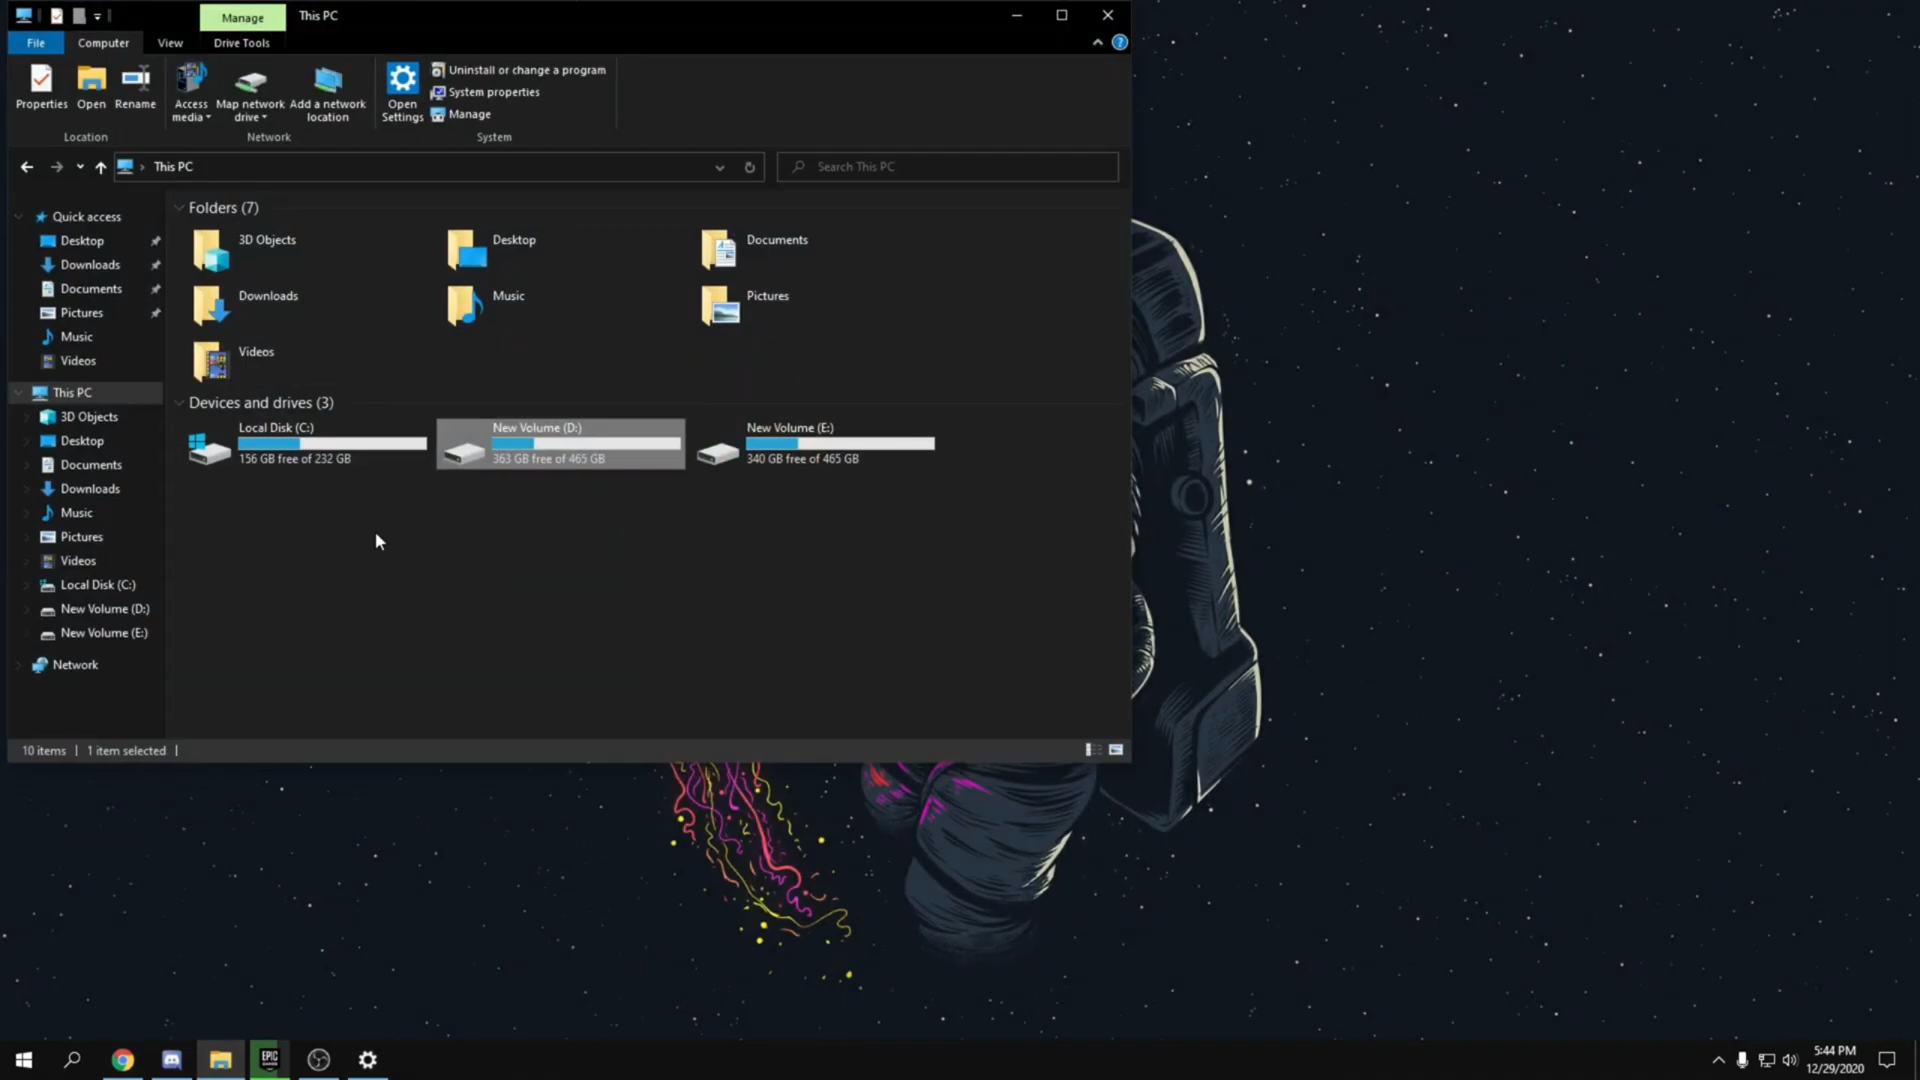 Manage
This PC
File
Computer
View
Drive Tools
Properties
Open
Rename
Access media
Map network drive
Add a network location
Open Settings
Uninstall or change a program
System properties
Manage
Location
Network
System
This PC
Search This PC
Quick access
Desktop
Downloads
Documents
Pictures
Music
Videos
This PC
3D Objects
Desktop
Documents
Downloads
Music
Pictures
Videos
Local Disk (C:)
New Volume (D:)
New Volume (E:)
Network
Folders (7)
3D Objects
Desktop
Documents
Downloads
Music
Pictures
Videos
Devices and drives (3)
Local Disk (C:)
156 GB free of 232 GB
New Volume (D:)
363 GB free of 465 GB
New Volume (E:)
340 GB free of 465 GB
10 items
1 item selected
EPIC
5:44 PM
12/29/2020